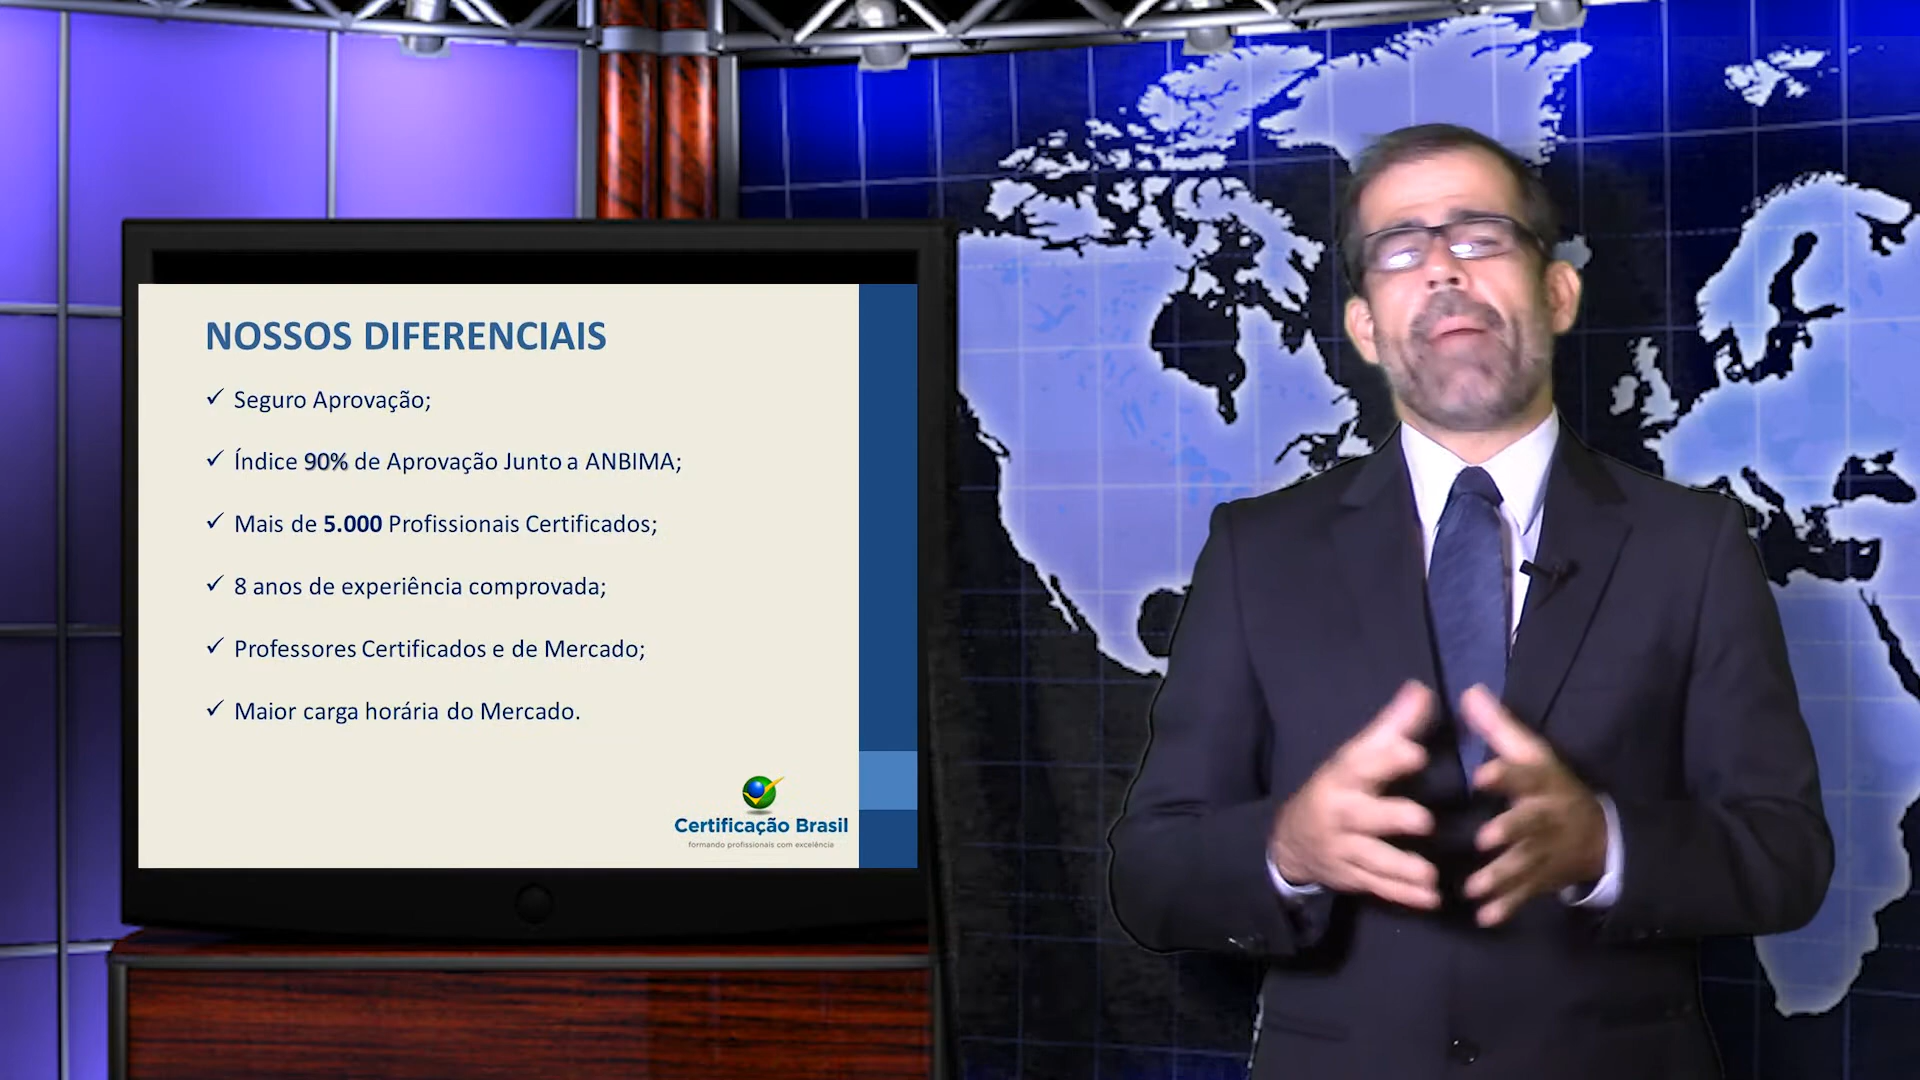 NOSSOS DIFERENCIAIS
✓ Seguro Aprovação;
✓ Índice 90% de Aprovação Junto a ANBIMA;
✓ Mais de 5.000 Profissionais Certificados;
✓ 8 anos de experiência comprovada;
✓ Professores Certificados e de Mercado;
✓ Maior carga horária do Mercado.
Certificação Brasil
formando profissionais com excelência